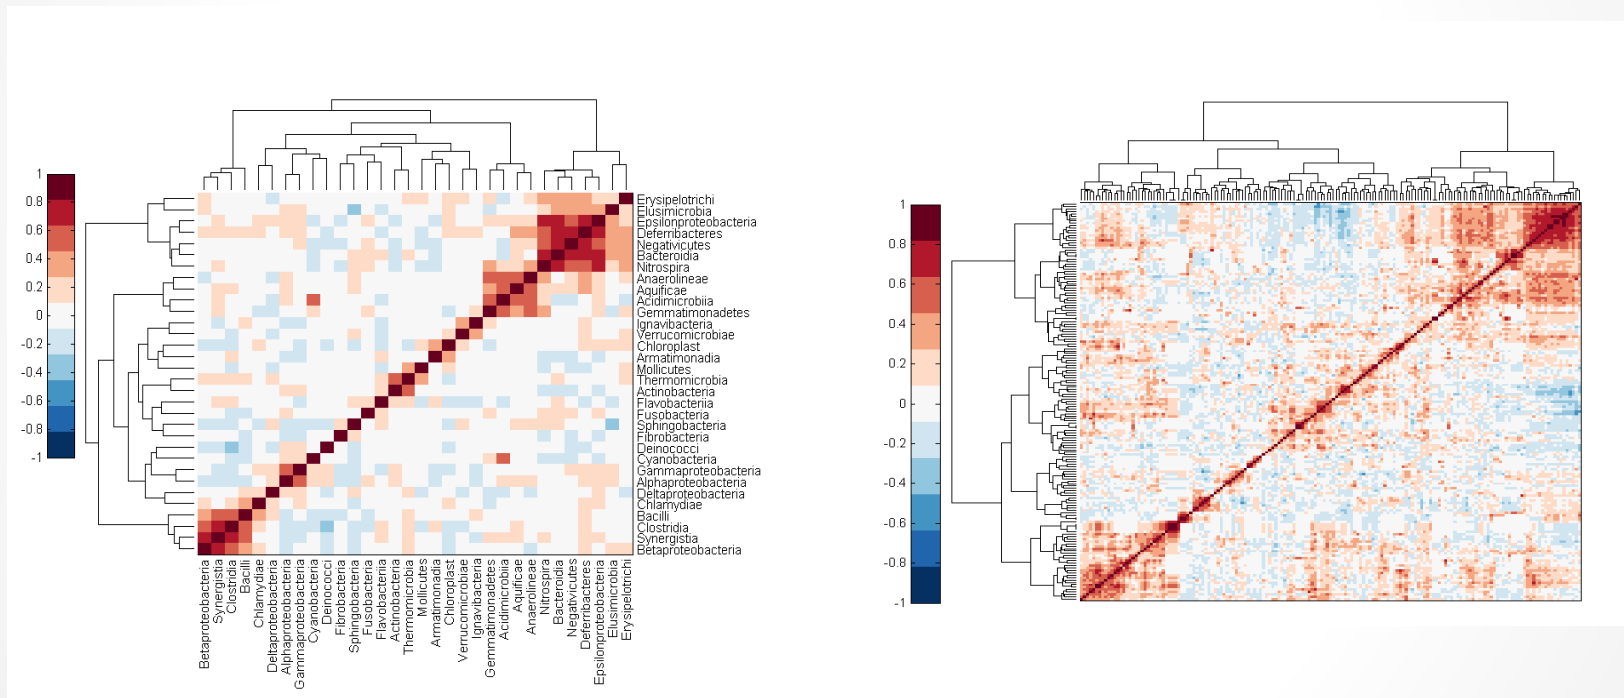 1
0.8
0.6
0.4
0.2
0
-0.2
-0.4
-0.6
-0.8
-1
Erysipelotrichi
Elusimicrobia
Epsilonproteobacteria
Deferribacteres
Negativicutes
Bacteroidia
Nitrospira
Anaerolineae
Aquificae
Acidimicrobiia
Gemmatimonadetes
Ignavibacteria
Verrucomicrobiae
Chloroplast
Armatimonadia
Mollicutes
Thermomicrobia
Actinobacteria
Flavobacteriia
Fusobacteria
Sphingobacteria
Fibrobacteria
Deinococci
Cyanobacteria
Gammaproteobacteria
Alphaproteobacteria
Deltaproteobacteria
Chlamydiae
Bacilli
Clostridia
Synergistia
Betaproteobacteria
Betaproteobacteria
Synergistia
Clostridia
Bacilli
Chlamydiae
Deltaproteobacteria
Alphaproteobacteria
Gammaproteobacteria
Cyanobacteria
Deinococci
Fibrobacteria
Sphingobacteria
Fusobacteria
Flavobacteriia
Actinobacteria
Thermomicrobia
Mollicutes
Armatimonadia
Chloroplast
Verrucomicrobiae
Ignavibacteria
Gemmatimonadetes
Acidimicrobiia
Aquificae
Anaerolineae
Nitrospira
Bacteroidia
Negativicutes
Deferribacteres
Epsilonproteobacteria
Elusimicrobia
Erysipelotrichi
1
0.8
0.6
0.4
0.2
0
-0.2
-0.4
-0.6
-0.8
-1